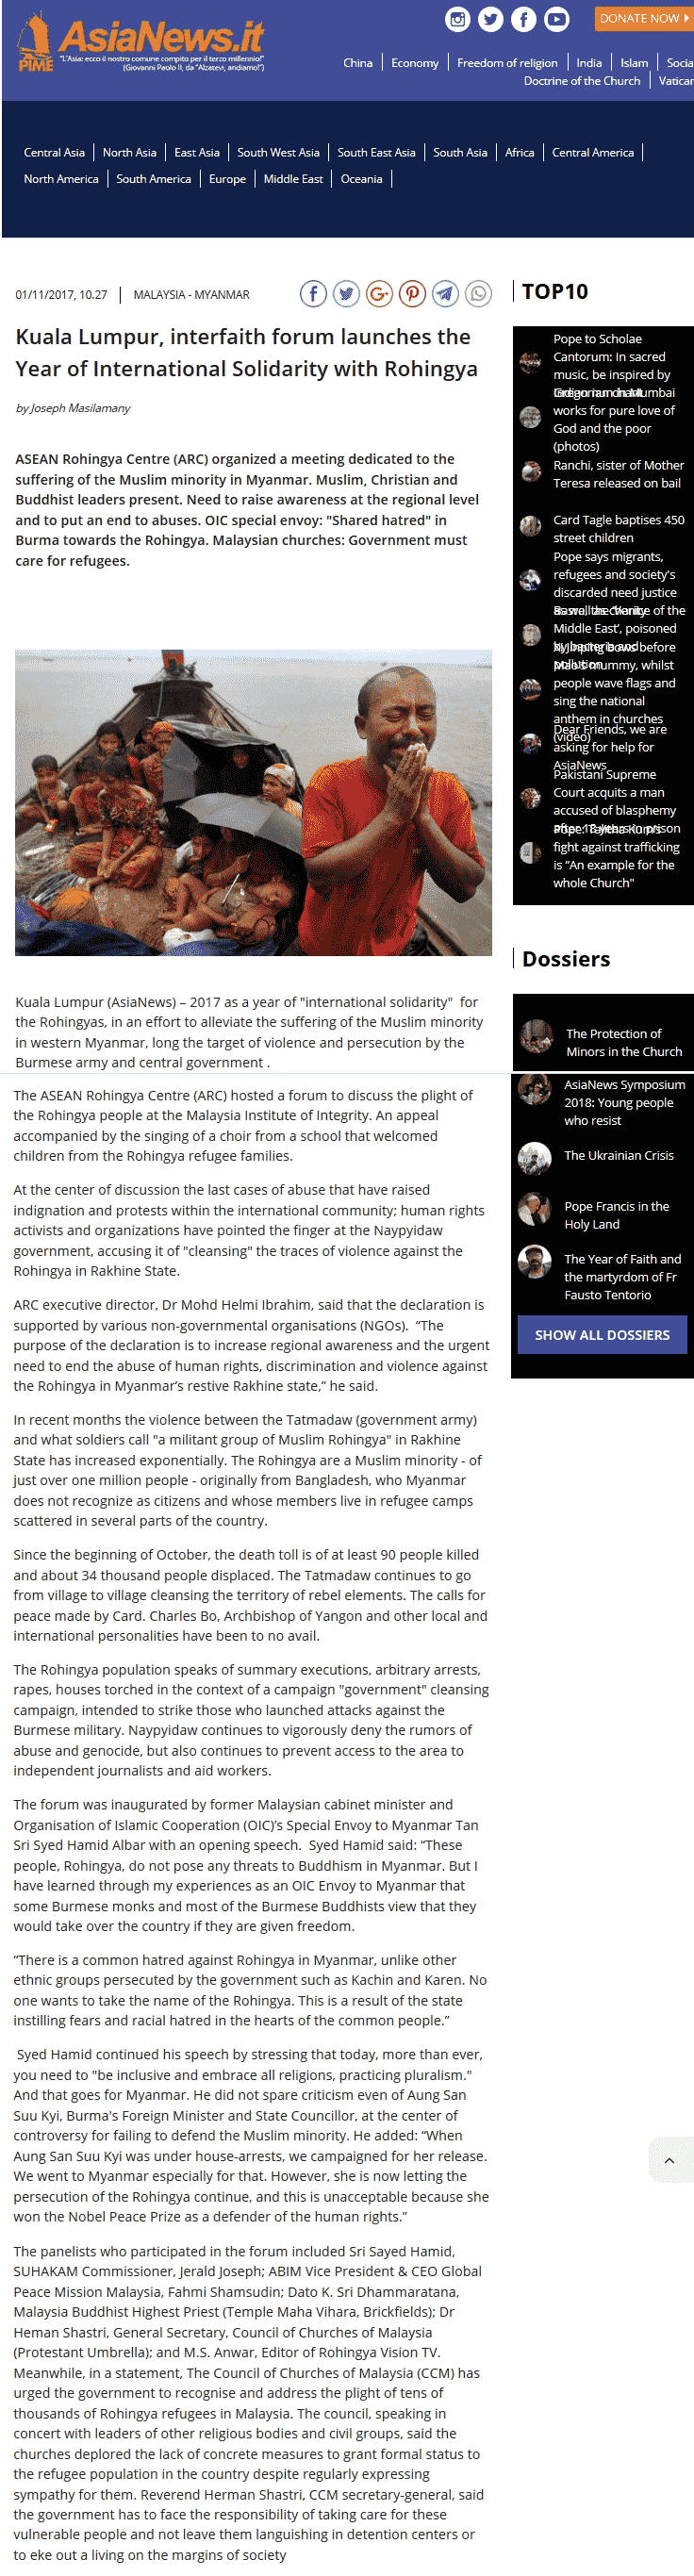 AsianNews.it
PIME
"L'Asia: ecco il nostro comune compito per il terzo millennio!"
(Giovanni Paolo II, da "Alzatevi, andiamo!")
DONATE NOW
China
Economy
Freedom of religion
India
Islam
Socia
Doctrine of the Church
Vatican
Central Asia
North Asia
East Asia
South West Asia
South East Asia
South Asia
Africa
Central America
North America
South America
Europe
Middle East
Oceania
01/11/2017, 10.27
MALAYSIA - MYANMAR
Kuala Lumpur, interfaith forum launches the
Year of International Solidarity with Rohingya
by Joseph Masilamany
ASEAN Rohingya Centre (ARC) organized a meeting dedicated to the
suffering of the Muslim minority in Myanmar. Muslim, Christian and
Buddhist leaders present. Need to raise awareness at the regional level
and to put an end to abuses. OIC special envoy: "Shared hatred" in
Burma towards the Rohingya. Malaysian churches: Government must
care for refugees.
Kuala Lumpur (AsiaNews) – 2017 as a year of "international solidarity" for
the Rohingyas, in an effort to alleviate the suffering of the Muslim minority
in western Myanmar, long the target of violence and persecution by the
Burmese army and central government .
The ASEAN Rohingya Centre (ARC) hosted a forum to discuss the plight of
the Rohingya people at the Malaysia Institute of Integrity. An appeal
accompanied by the singing of a choir from a school that welcomed
children from the Rohingya refugee families.
At the center of discussion the last cases of abuse that have raised
indignation and protests within the international community; human rights
activists and organizations have pointed the finger at the Naypyidaw
government, accusing it of "cleansing" the traces of violence against the
Rohingya in Rakhine State.
ARC executive director, Dr Mohd Helmi Ibrahim, said that the declaration is
supported by various non-governmental organisations (NGOs). “The
purpose of the declaration is to increase regional awareness and the urgent
need to end the abuse of human rights, discrimination and violence against
the Rohingya in Myanmar’s restive Rakhine state,” he said.
In recent months the violence between the Tatmadaw (government army)
and what soldiers call "a militant group of Muslim Rohingya" in Rakhine
State has increased exponentially. The Rohingya are a Muslim minority - of
just over one million people - originally from Bangladesh, who Myanmar
does not recognize as citizens and whose members live in refugee camps
scattered in several parts of the country.
Since the beginning of October, the death toll is of at least 90 people killed
and about 34 thousand people displaced. The Tatmadaw continues to go
from village to village cleansing the territory of rebel elements. The calls for
peace made by Card. Charles Bo, Archbishop of Yangon and other local and
international personalities have been to no avail.
The Rohingya population speaks of summary executions, arbitrary arrests,
rapes, houses torched in the context of a campaign "government" cleansing
campaign, intended to strike those who launched attacks against the
Burmese military. Naypyidaw continues to vigorously deny the rumors of
abuse and genocide, but also continues to prevent access to the area to
independent journalists and aid workers.
The forum was inaugurated by former Malaysian cabinet minister and
Organisation of Islamic Cooperation (OIC)’s Special Envoy to Myanmar Tan
Sri Syed Hamid Albar with an opening speech. Syed Hamid said: “These
people, Rohingya, do not pose any threats to Buddhism in Myanmar. But I
have learned through my experiences as an OIC Envoy to Myanmar that
some Burmese monks and most of the Burmese Buddhists view that they
would take over the country if they are given freedom.
“There is a common hatred against Rohingya in Myanmar, unlike other
ethnic groups persecuted by the government such as Kachin and Karen. No
one wants to take the name of the Rohingya. This is a result of the state
instilling fears and racial hatred in the hearts of the common people.”
Syed Hamid continued his speech by stressing that today, more than ever,
you need to "be inclusive and embrace all religions, practicing pluralism."
And that goes for Myanmar. He did not spare criticism even of Aung San
Suu Kyi, Burma's Foreign Minister and State Councillor, at the center of
controversy for failing to defend the Muslim minority. He added: “When
Aung San Suu Kyi was under house-arrests, we campaigned for her release.
We went to Myanmar especially for that. However, she is now letting the
persecution of the Rohingya continue, and this is unacceptable because she
won the Nobel Peace Prize as a defender of the human rights.”
The panelists who participated in the forum included Sri Sayed Hamid,
SUHAKAM Commissioner, Jerald Joseph; ABIM Vice President & CEO Global
Peace Mission Malaysia, Fahmi Shamsudin; Dato K. Sri Dhammaratana,
Malaysia Buddhist Highest Priest (Temple Maha Vihara, Brickfields); Dr
Heman Shastri, General Secretary, Council of Churches of Malaysia
(Protestant Umbrella); and M.S. Anwar, Editor of Rohingya Vision TV.
Meanwhile, in a statement, The Council of Churches of Malaysia (CCM) has
urged the government to recognise and address the plight of tens of
thousands of Rohingya refugees in Malaysia. The council, speaking in
concert with leaders of other religious bodies and civil groups, said the
churches deplored the lack of concrete measures to grant formal status to
the refugee population in the country despite regularly expressing
sympathy for them. Reverend Herman Shastri, CCM secretary-general, said
the government has to face the responsibility of taking care for these
vulnerable people and not leave them languishing in detention centers or
to eke out a living on the margins of society
TOP10
Pope to Scholae
Cantorum: In sacred
music, be inspired by
Gregorian chant
Indian nun in Mumbai
works for pure love of
God and the poor
(photos)
Ranchi, sister of Mother
Teresa released on bail
Card Tagle baptises 450
street children
Pope says migrants,
refugees and society's
discarded need justice
as well as charity
Basra, the 'Venice of the
Middle East', poisoned
by bacteria and
pollution
Xi Jinping bows before
Mao's mummy, whilst
people wave flags and
sing the national
anthem in churches
(video)
Dear Friends, we are
asking for help for
AsiaNews
Pakistani Supreme
Court acquits a man
accused of blasphemy
after 18 years in prison
Pope: Talitha Kum's
fight against trafficking
is “An example for the
whole Church"
Dossiers
The Protection of
Minors in the Church
AsiaNews Symposium
2018: Young people
who resist
The Ukrainian Crisis
Pope Francis in the
Holy Land
The Year of Faith and
the martyrdom of Fr
Fausto Tentorio
SHOW ALL DOSSIERS